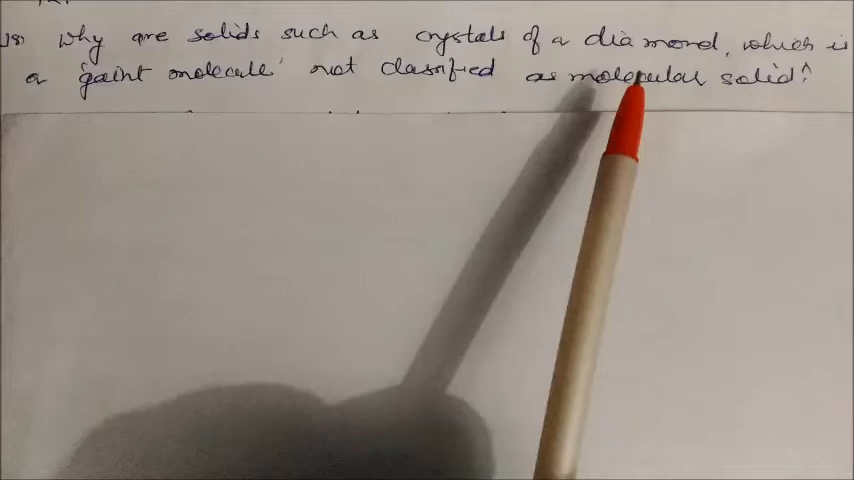 18) Why are solids such as crystals of a diamond, which is
a 'gaint molecule' not classified as molecular solid?